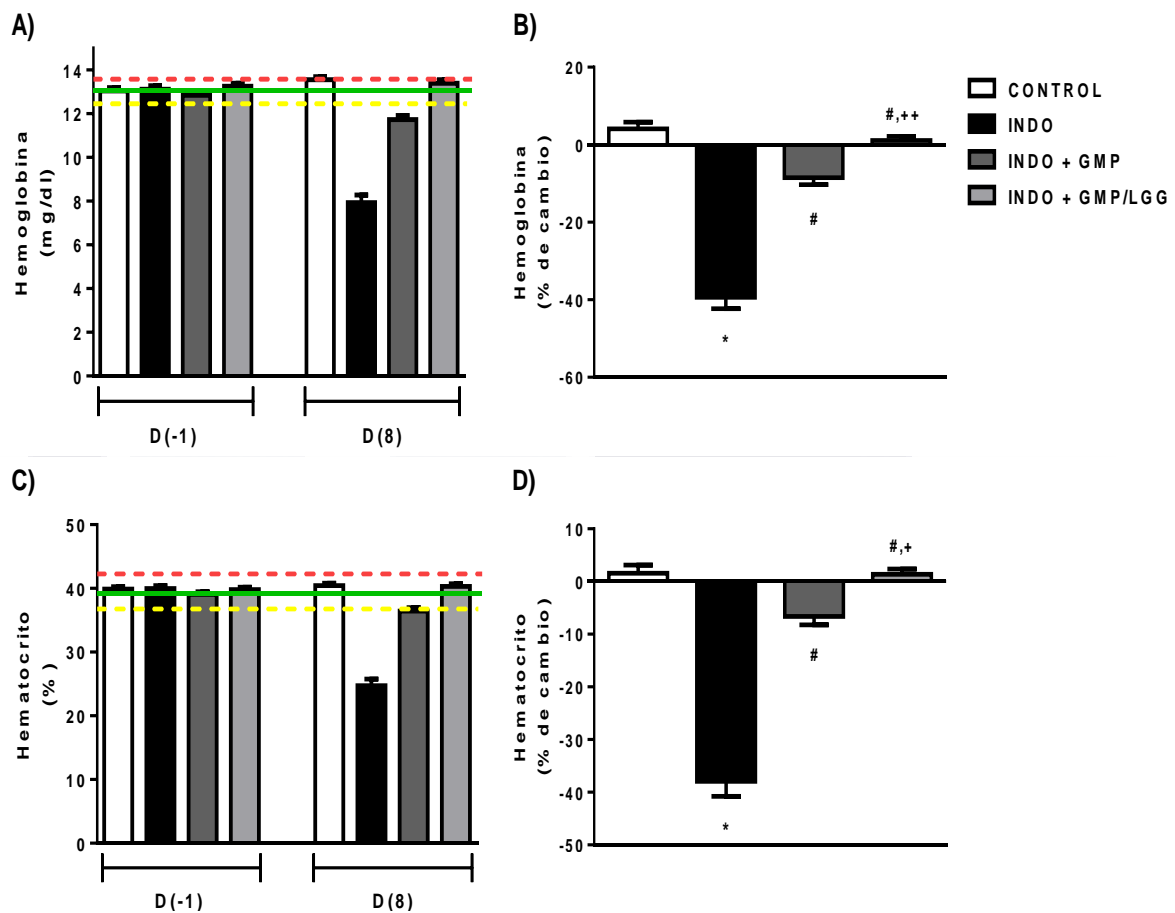 A)
Hemoglobina
(mg/dl)
14
12
10
8
6
4
2
0
D(-1)
D(8)
B)
Hemoglobina
(% de cambio)
20
0
-20
-40
-60
*
#
#,++
CONTROL
INDO
INDO + GMP
INDO + GMP/LGG
C)
Hematocrito
(%)
50
40
30
20
10
0
D(-1)
D(8)
D)
Hematocrito
(% de cambio)
10
0
-10
-20
-30
-40
-50
*
#
#,+